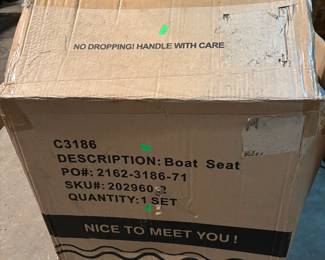 NO DROPPING! HANDLE WITH CARE
C3186
DESCRIPTION: Boat Seat
PO#: 2162-3186-71
QUANTITY: 1 SET
NICE TO MEET YOU!